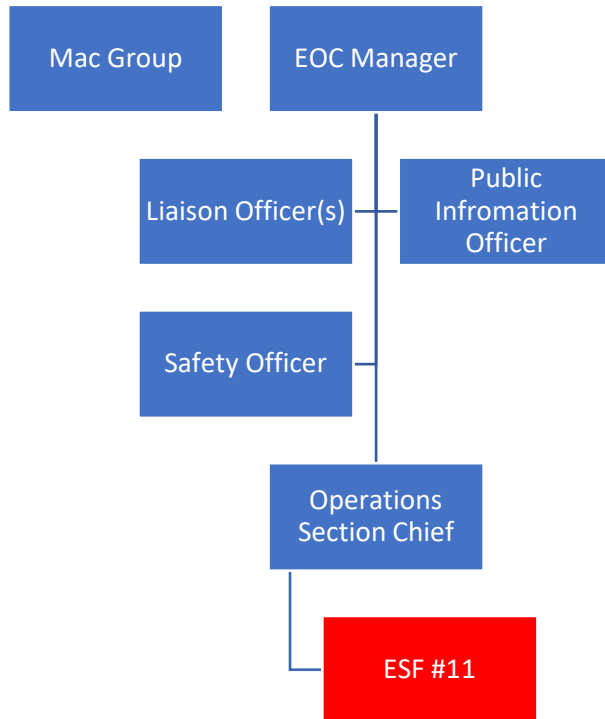 Mac Group
EOC Manager
Liaison Officer(s)
Public
Infromation
Officer
Safety Officer
Operations
Section Chief
ESF #11